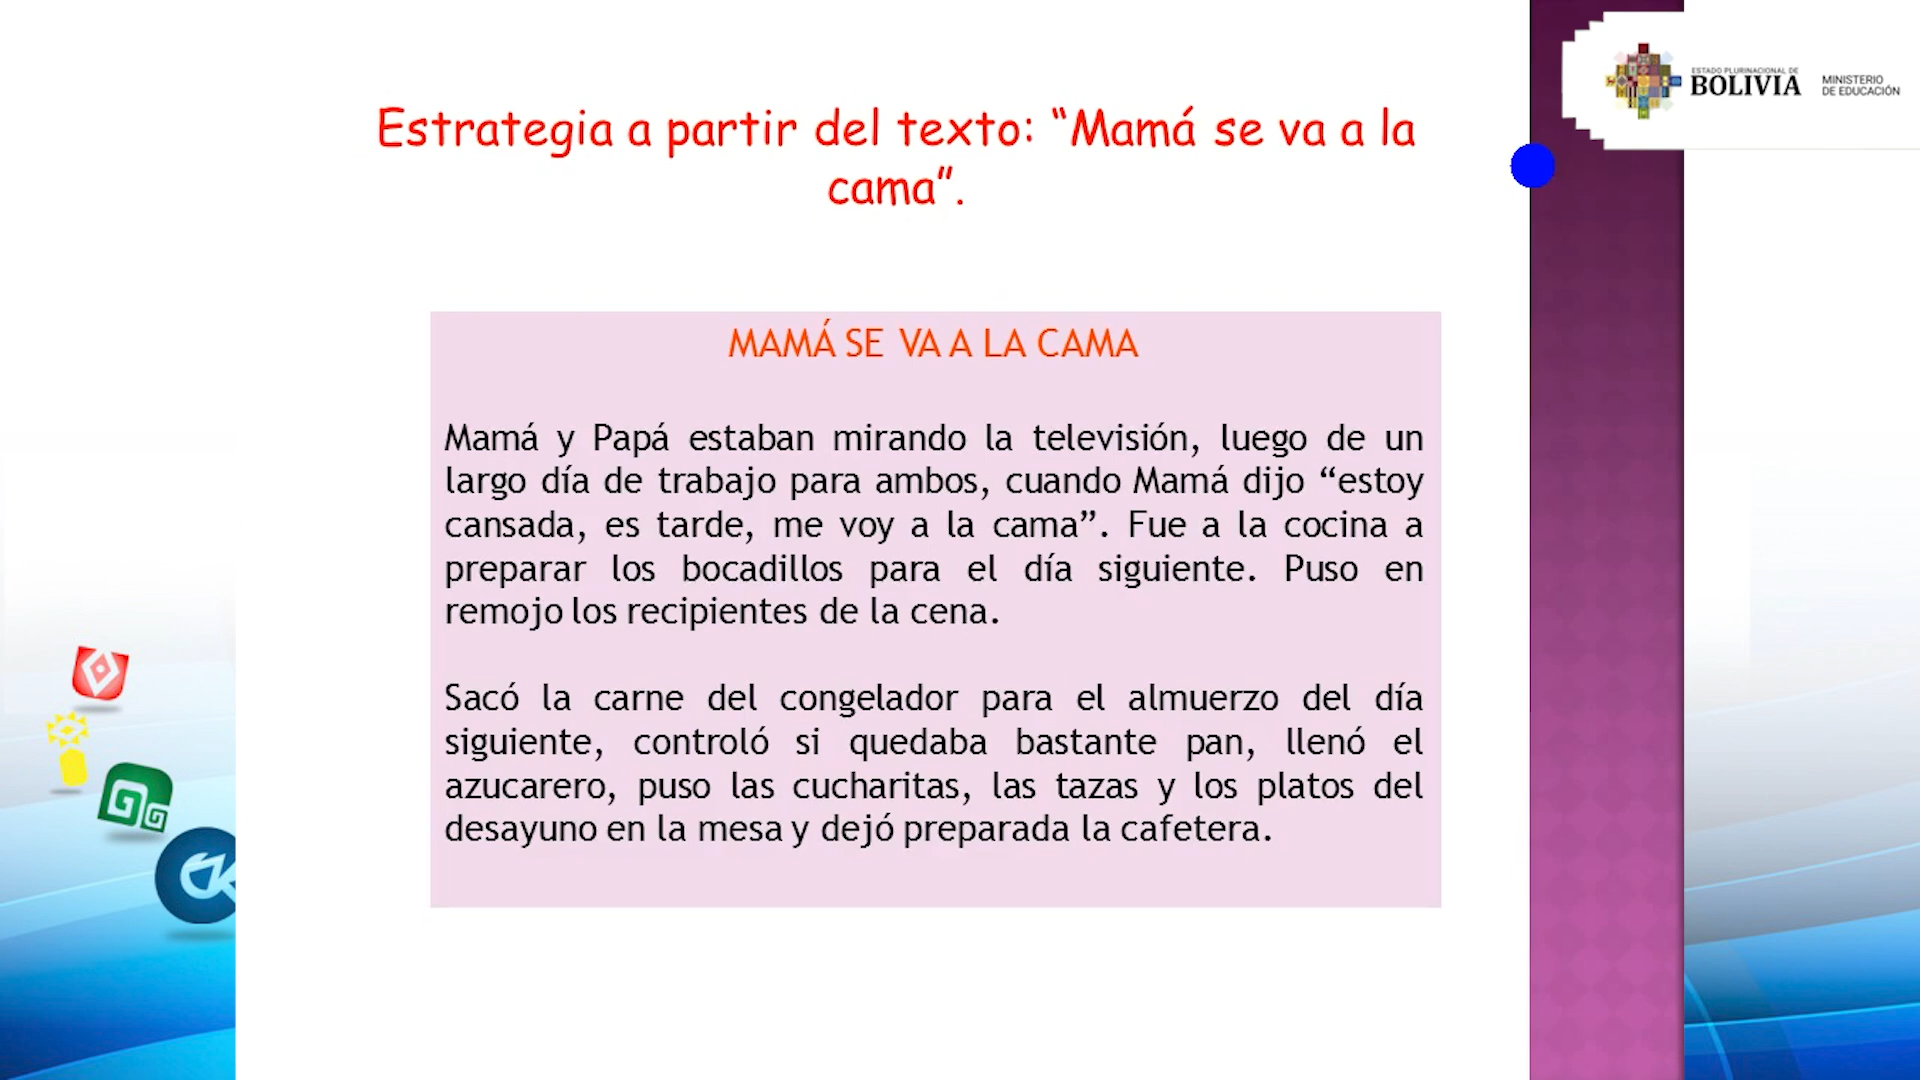 ESTADO PLURINACIONAL DE
BOLIVIA
MINISTERIO
DE EDUCACIÓN
Estrategia a partir del texto: “Mamá se va a la
cama”.
MAMÁ SE VA A LA CAMA
Mamá y Papá estaban mirando la televisión, luego de un
largo día de trabajo para ambos, cuando Mamá dijo “estoy
cansada, es tarde, me voy a la cama”. Fue a la cocina a
preparar los bocadillos para el día siguiente. Puso en
remojo los recipientes de la cena.
Sacó la carne del congelador para el almuerzo del día
siguiente, controló si quedaba bastante pan, llenó el
azucarero, puso las cucharitas, las tazas y los platos del
desayuno en la mesa y dejó preparada la cafetera.